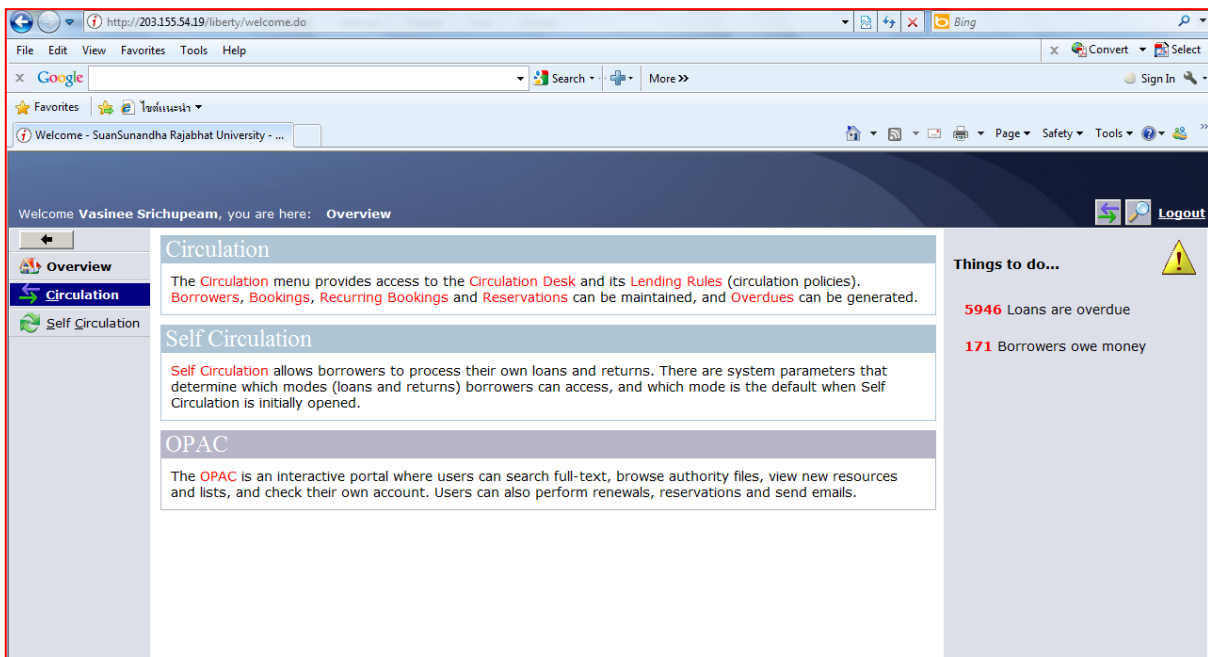 http://203.155.54.19/liberty/welcome.do
Bing
File Edit View Favorites Tools Help
x Convert Select
x Google Search More >> Sign In
Favorites ไซต์แนะนำ
Welcome - SuanSunandha Rajabhat University - ...
Page Safety Tools
Welcome Vasinee Srichupeam, you are here: Overview
Logout
Overview
Circulation
Self Circulation
Circulation
The Circulation menu provides access to the Circulation Desk and its Lending Rules (circulation policies).
Borrowers, Bookings, Recurring Bookings and Reservations can be maintained, and Overdues can be generated.
Self Circulation
Self Circulation allows borrowers to process their own loans and returns. There are system parameters that
determine which modes (loans and returns) borrowers can access, and which mode is the default when Self
Circulation is initially opened.
OPAC
The OPAC is an interactive portal where users can search full-text, browse authority files, view new resources
and lists, and check their own account. Users can also perform renewals, reservations and send emails.
Things to do...
5946 Loans are overdue
171 Borrowers owe money